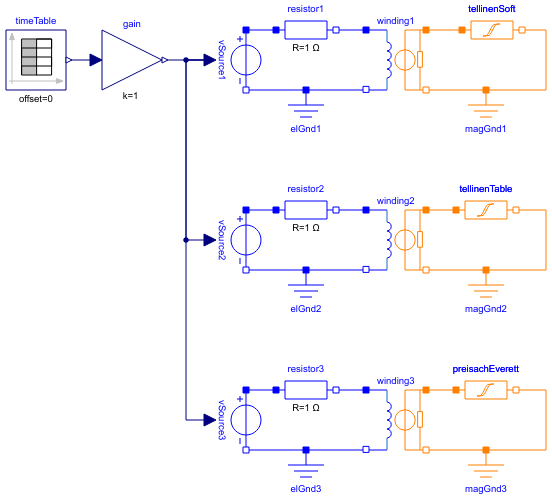 timeTable
offset=0
gain
k=1
+
vSource1
resistor1
R=1 Ω
elGnd1
winding1
tellinenSoft
magGnd1
+
vSource2
resistor2
R=1 Ω
elGnd2
winding2
tellinenTable
magGnd2
+
vSource3
resistor3
R=1 Ω
elGnd3
winding3
preisachEverett
magGnd3